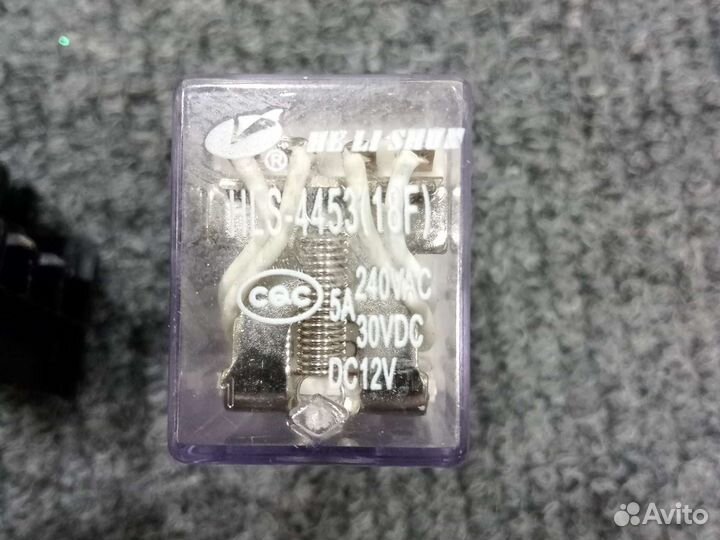 HE LI SHUN
®
HLS-4453(18F)
CQC
5A 240VAC
30VDC
DC12V
Avito